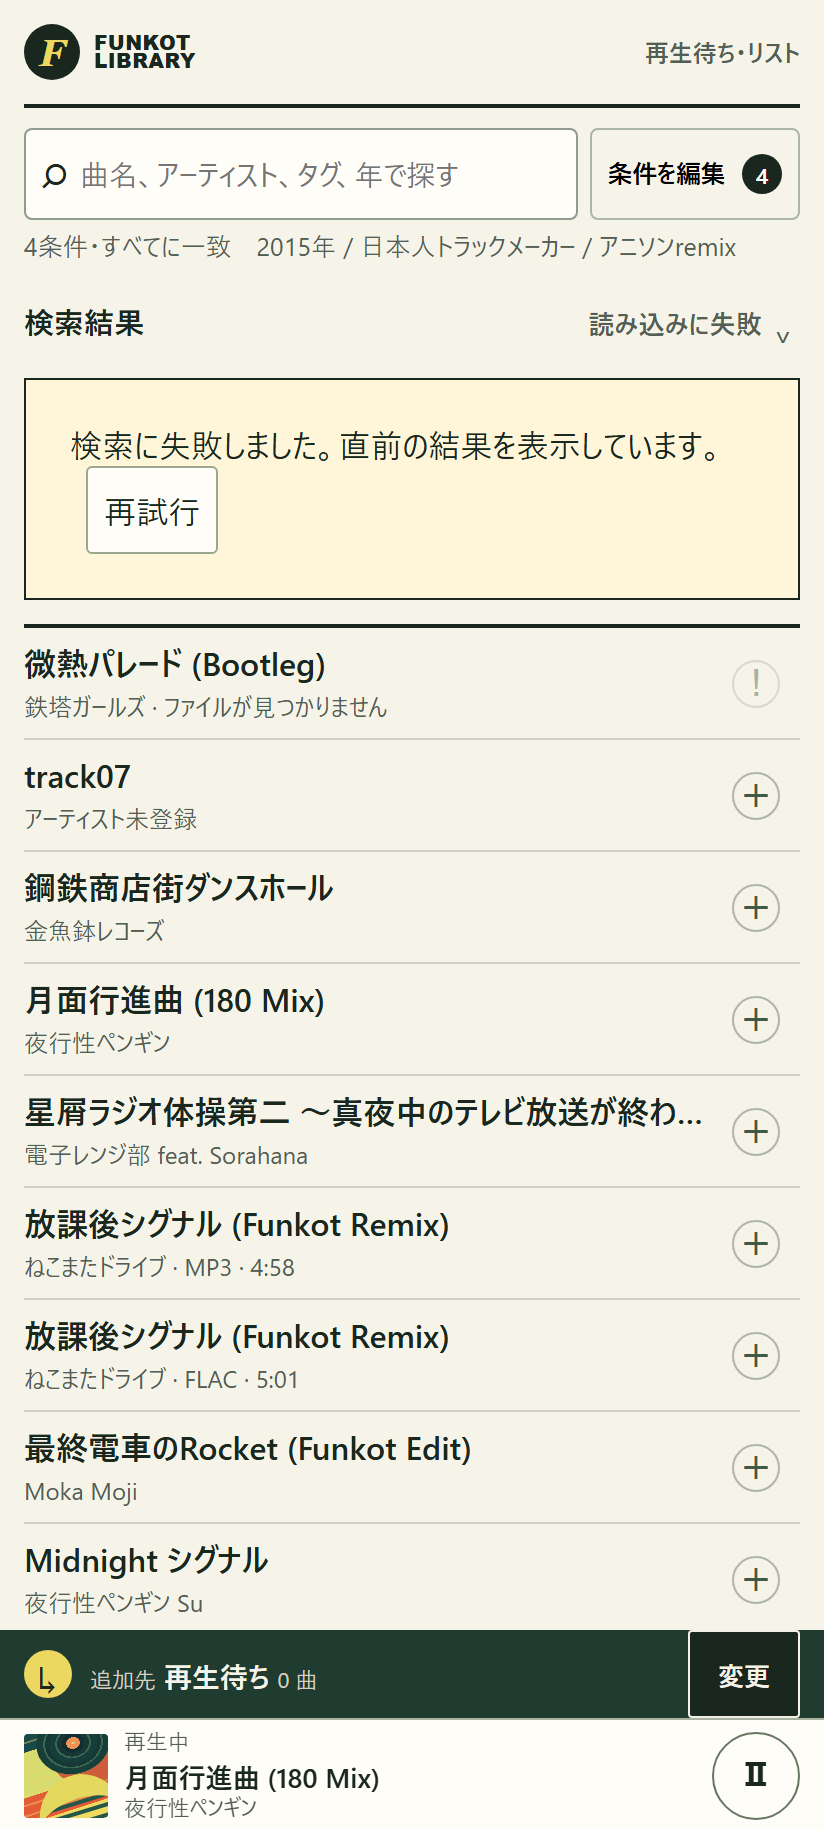 F FUNKOT LIBRARY
再生待ち・リスト
曲名、アーティスト、タグ、年で探す
条件を編集 4
4条件・すべてに一致 2015年 / 日本人トラックメーカー / アニソンremix
検索結果
読み込みに失敗
検索に失敗しました。直前の結果を表示しています。
再試行
微熱パレード (Bootleg)
鉄塔ガールズ · ファイルが見つかりません
!
track07
アーティスト未登録
鋼鉄商店街ダンスホール
金魚鉢レコーズ
月面行進曲 (180 Mix)
夜行性ペンギン
星屑ラジオ体操第二 ～真夜中のテレビ放送が終わ...
電子レンジ部 feat. Sorahana
放課後シグナル (Funkot Remix)
ねこまたドライブ · MP3 · 4:58
放課後シグナル (Funkot Remix)
ねこまたドライブ · FLAC · 5:01
最終電車のRocket (Funkot Edit)
Moka Moji
Midnight シグナル
夜行性ペンギン Su
追加先 再生待ち 0 曲
変更
再生中
月面行進曲 (180 Mix)
夜行性ペンギン